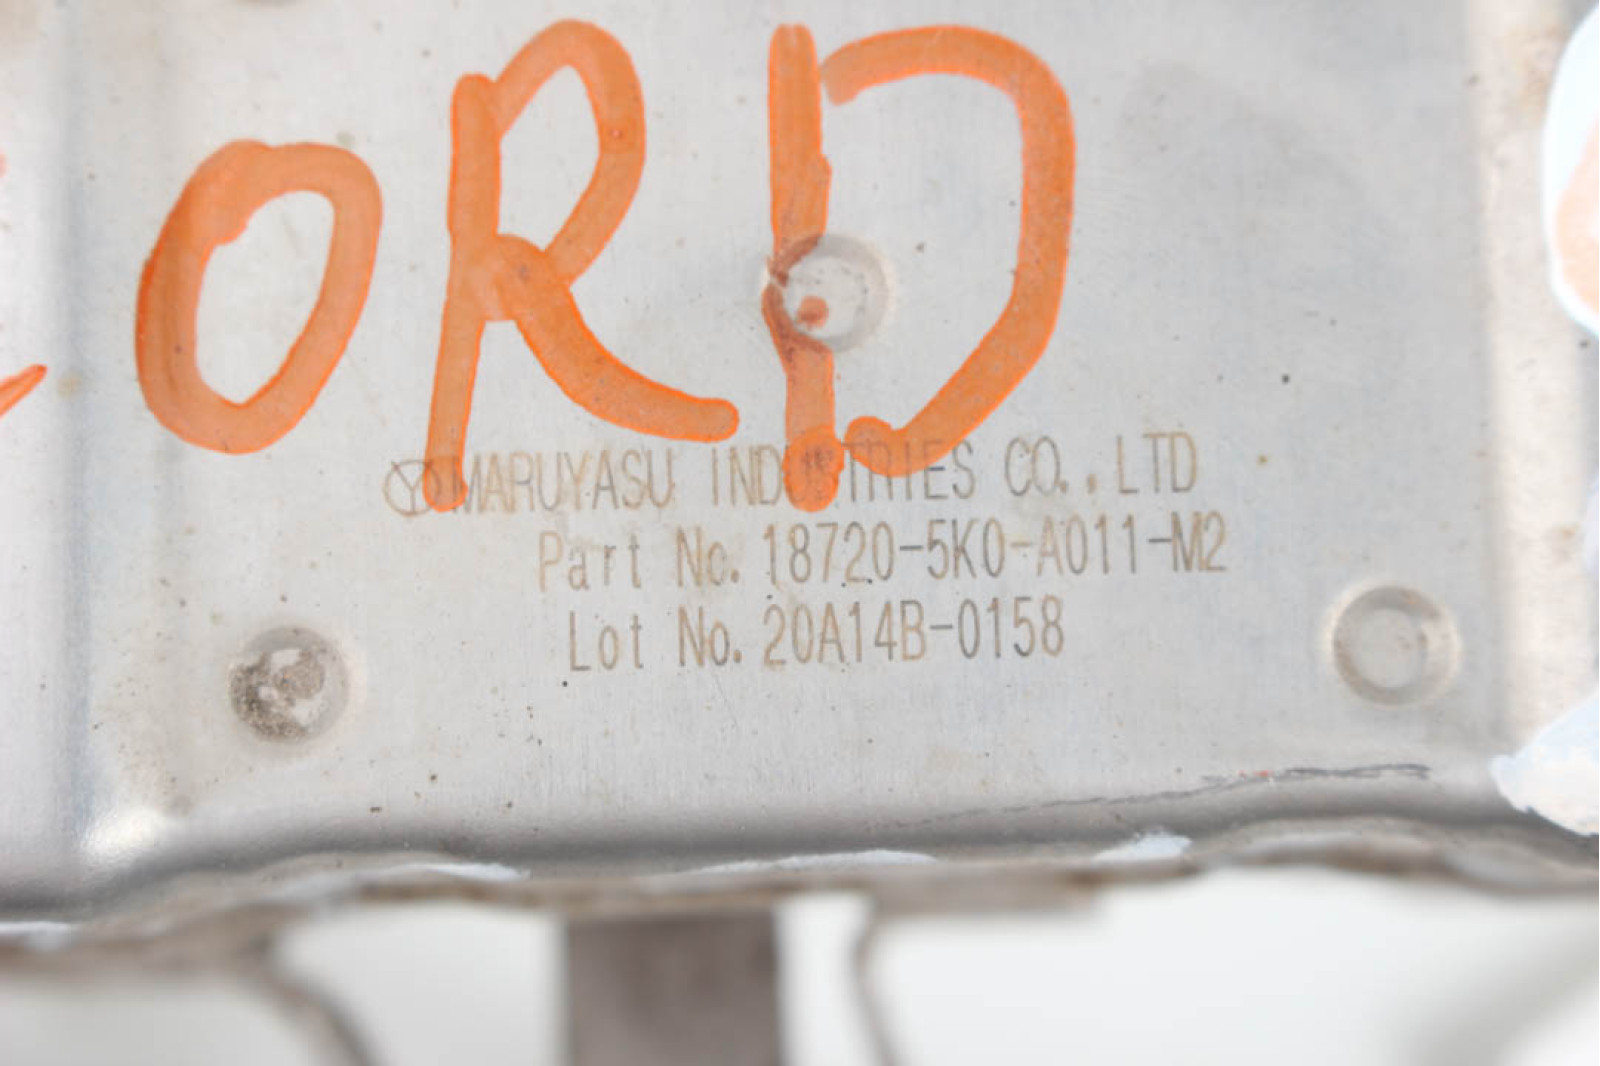 ORD
MARUYASU INDUSTRIES CO.,LTD
Part No. 18720-5K0-A011-M2
Lot No. 20A14B-0158